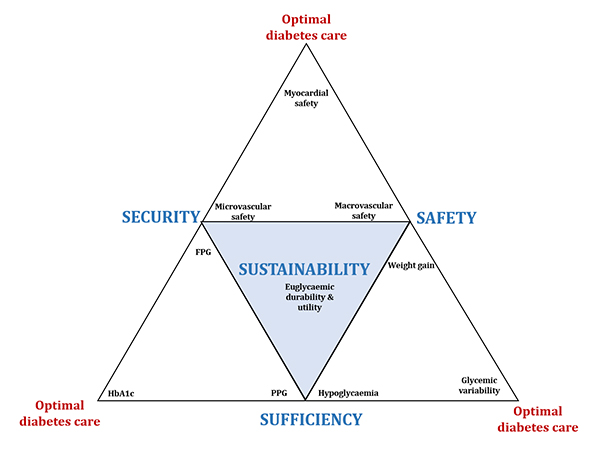 Optimal
diabetes care
Myocardial
safety
SECURITY
Microvascular
safety
Macrovascular
safety
SAFETY
FPG
SUSTAINABILITY
Weight gain
Euglycaemic
durability &
utility
HbA1c
PPG
Hypoglycaemia
Glycemic
variability
Optimal
diabetes care
SUFFICIENCY
Optimal
diabetes care